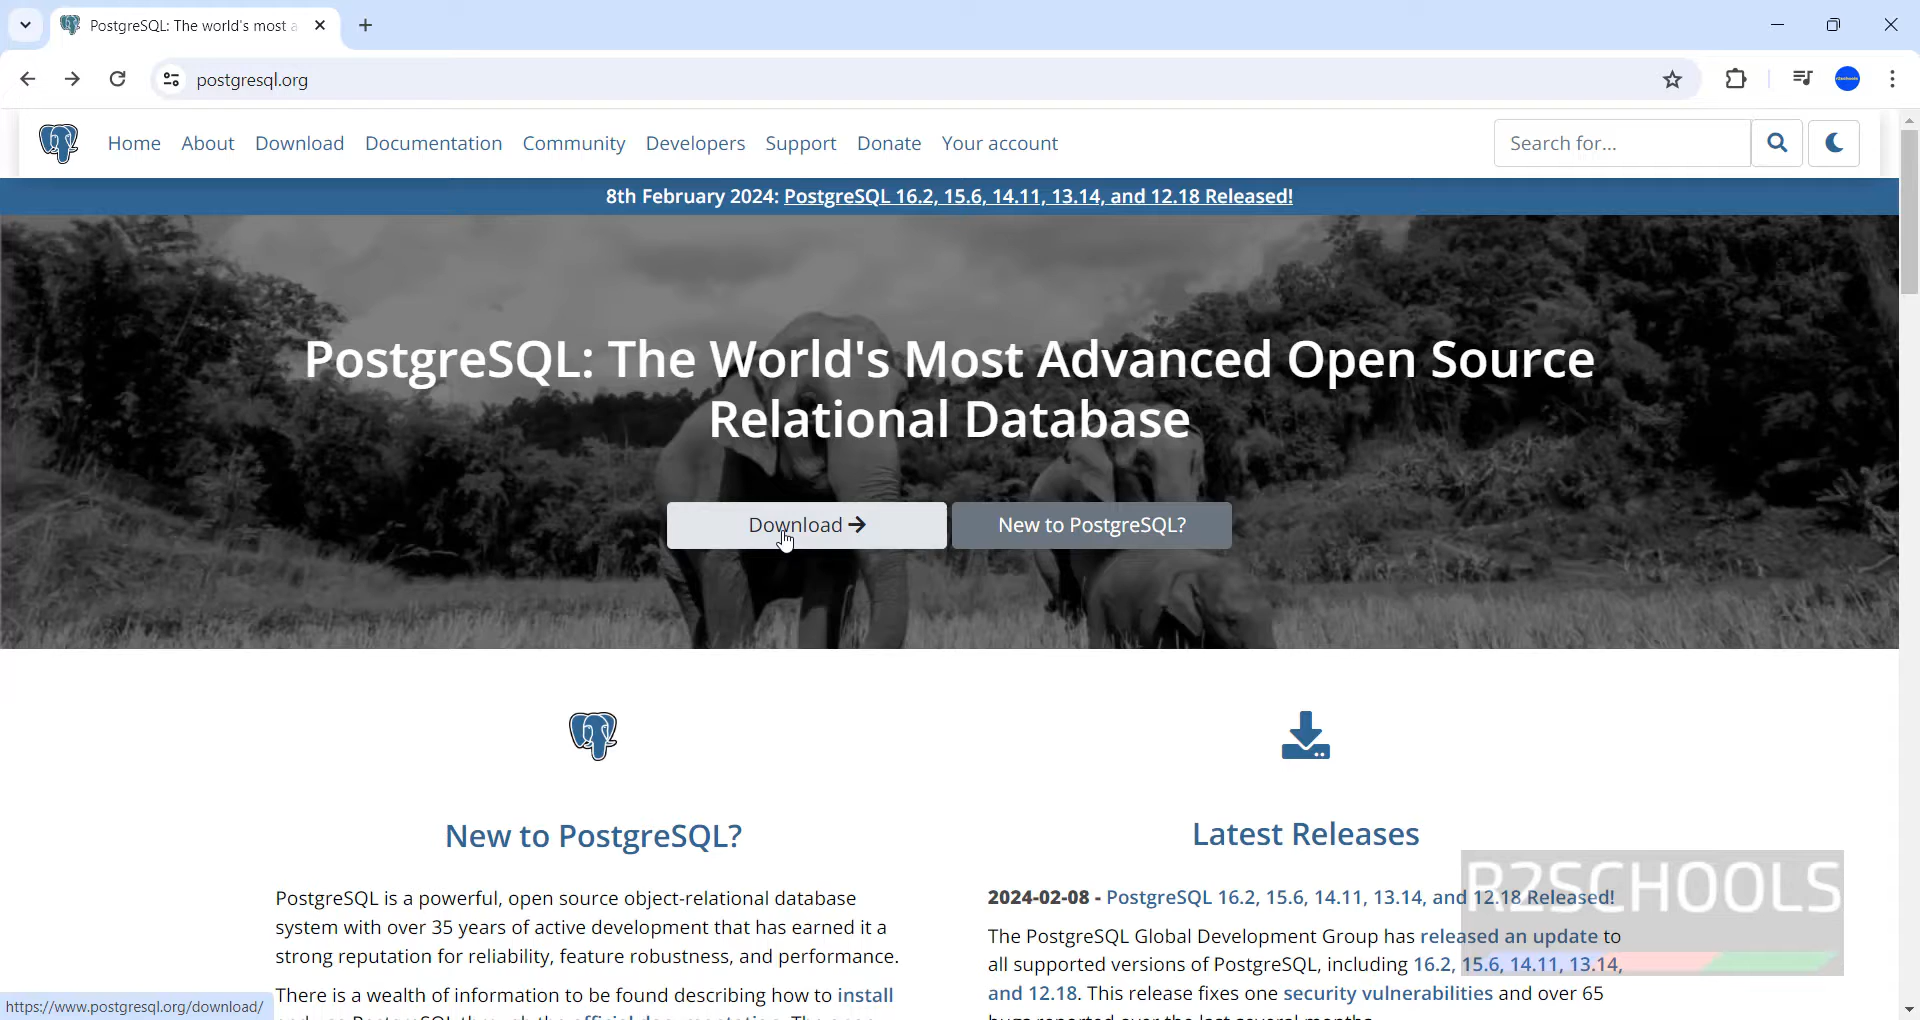 PostgreSQL: The world's most a
postgresql.org
Home About Download Documentation Community Developers Support Donate Your account
Search for...
8th February 2024: PostgreSQL 16.2, 15.6, 14.11, 13.14, and 12.18 Released!
PostgreSQL: The World's Most Advanced Open Source
Relational Database
Download → New to PostgreSQL?
New to PostgreSQL?
PostgreSQL is a powerful, open source object-relational database
system with over 35 years of active development that has earned it a
strong reputation for reliability, feature robustness, and performance.
There is a wealth of information to be found describing how to install
Latest Releases
2024-02-08 - PostgreSQL 16.2, 15.6, 14.11, 13.14, and 12.18 Released!
The PostgreSQL Global Development Group has released an update to
all supported versions of PostgreSQL, including 16.2, 15.6, 14.11, 13.14,
and 12.18. This release fixes one security vulnerabilities and over 65
R2SCHOOLS
https://www.postgresql.org/download/